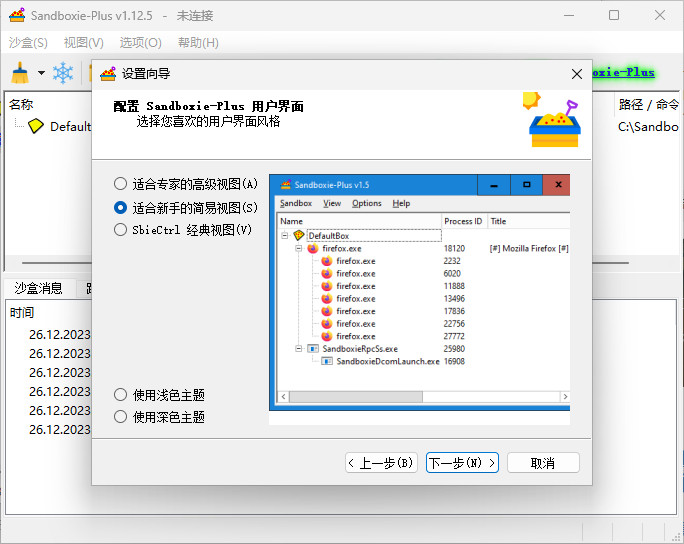 Sandboxie-Plus v1.12.5 - 未连接
沙盒(S) 视图(V) 选项(O) 帮助(H)
oxie-Plus
名称
路径 / 命令
Default
C:\Sandbo
设置向导
配置 Sandboxie-Plus 用户界面
选择您喜欢的用户界面风格
适合专家的高级视图(A)
适合新手的简易视图(S)
SbieCtrl 经典视图(V)
使用浅色主题
使用深色主题
Sandboxie-Plus v1.5
Sandbox View Options Help
Name Process ID Title
DefaultBox
firefox.exe 18120 [#] Mozilla Firefox [#]
firefox.exe 2232
firefox.exe 6020
firefox.exe 11888
firefox.exe 13496
firefox.exe 17836
firefox.exe 22756
firefox.exe 27772
SandboxieRpcSs.exe 25980
SandboxieDcomLaunch.exe 16908
< 上一步(B) 下一步(N) > 取消
沙盒消息
时间
26.12.2023
26.12.2023
26.12.2023
26.12.2023
26.12.2023
26.12.2023